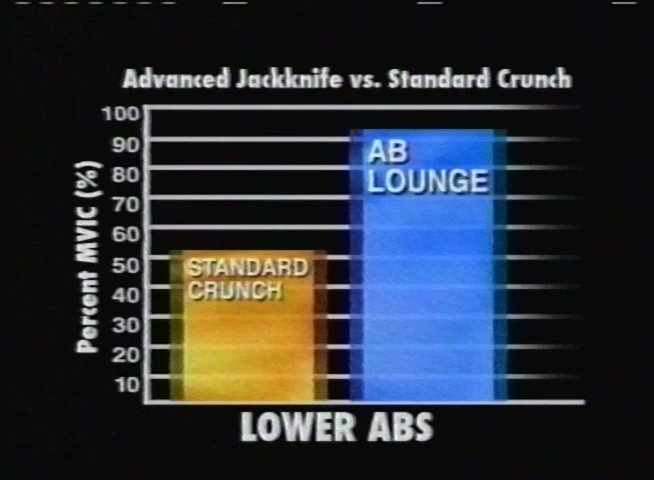 Advanced Jackknife vs. Standard Crunch
100
90
80
70
60
50
40
30
20
10
Percent MVIC (%)
STANDARD
CRUNCH
AB
LOUNGE
LOWER ABS